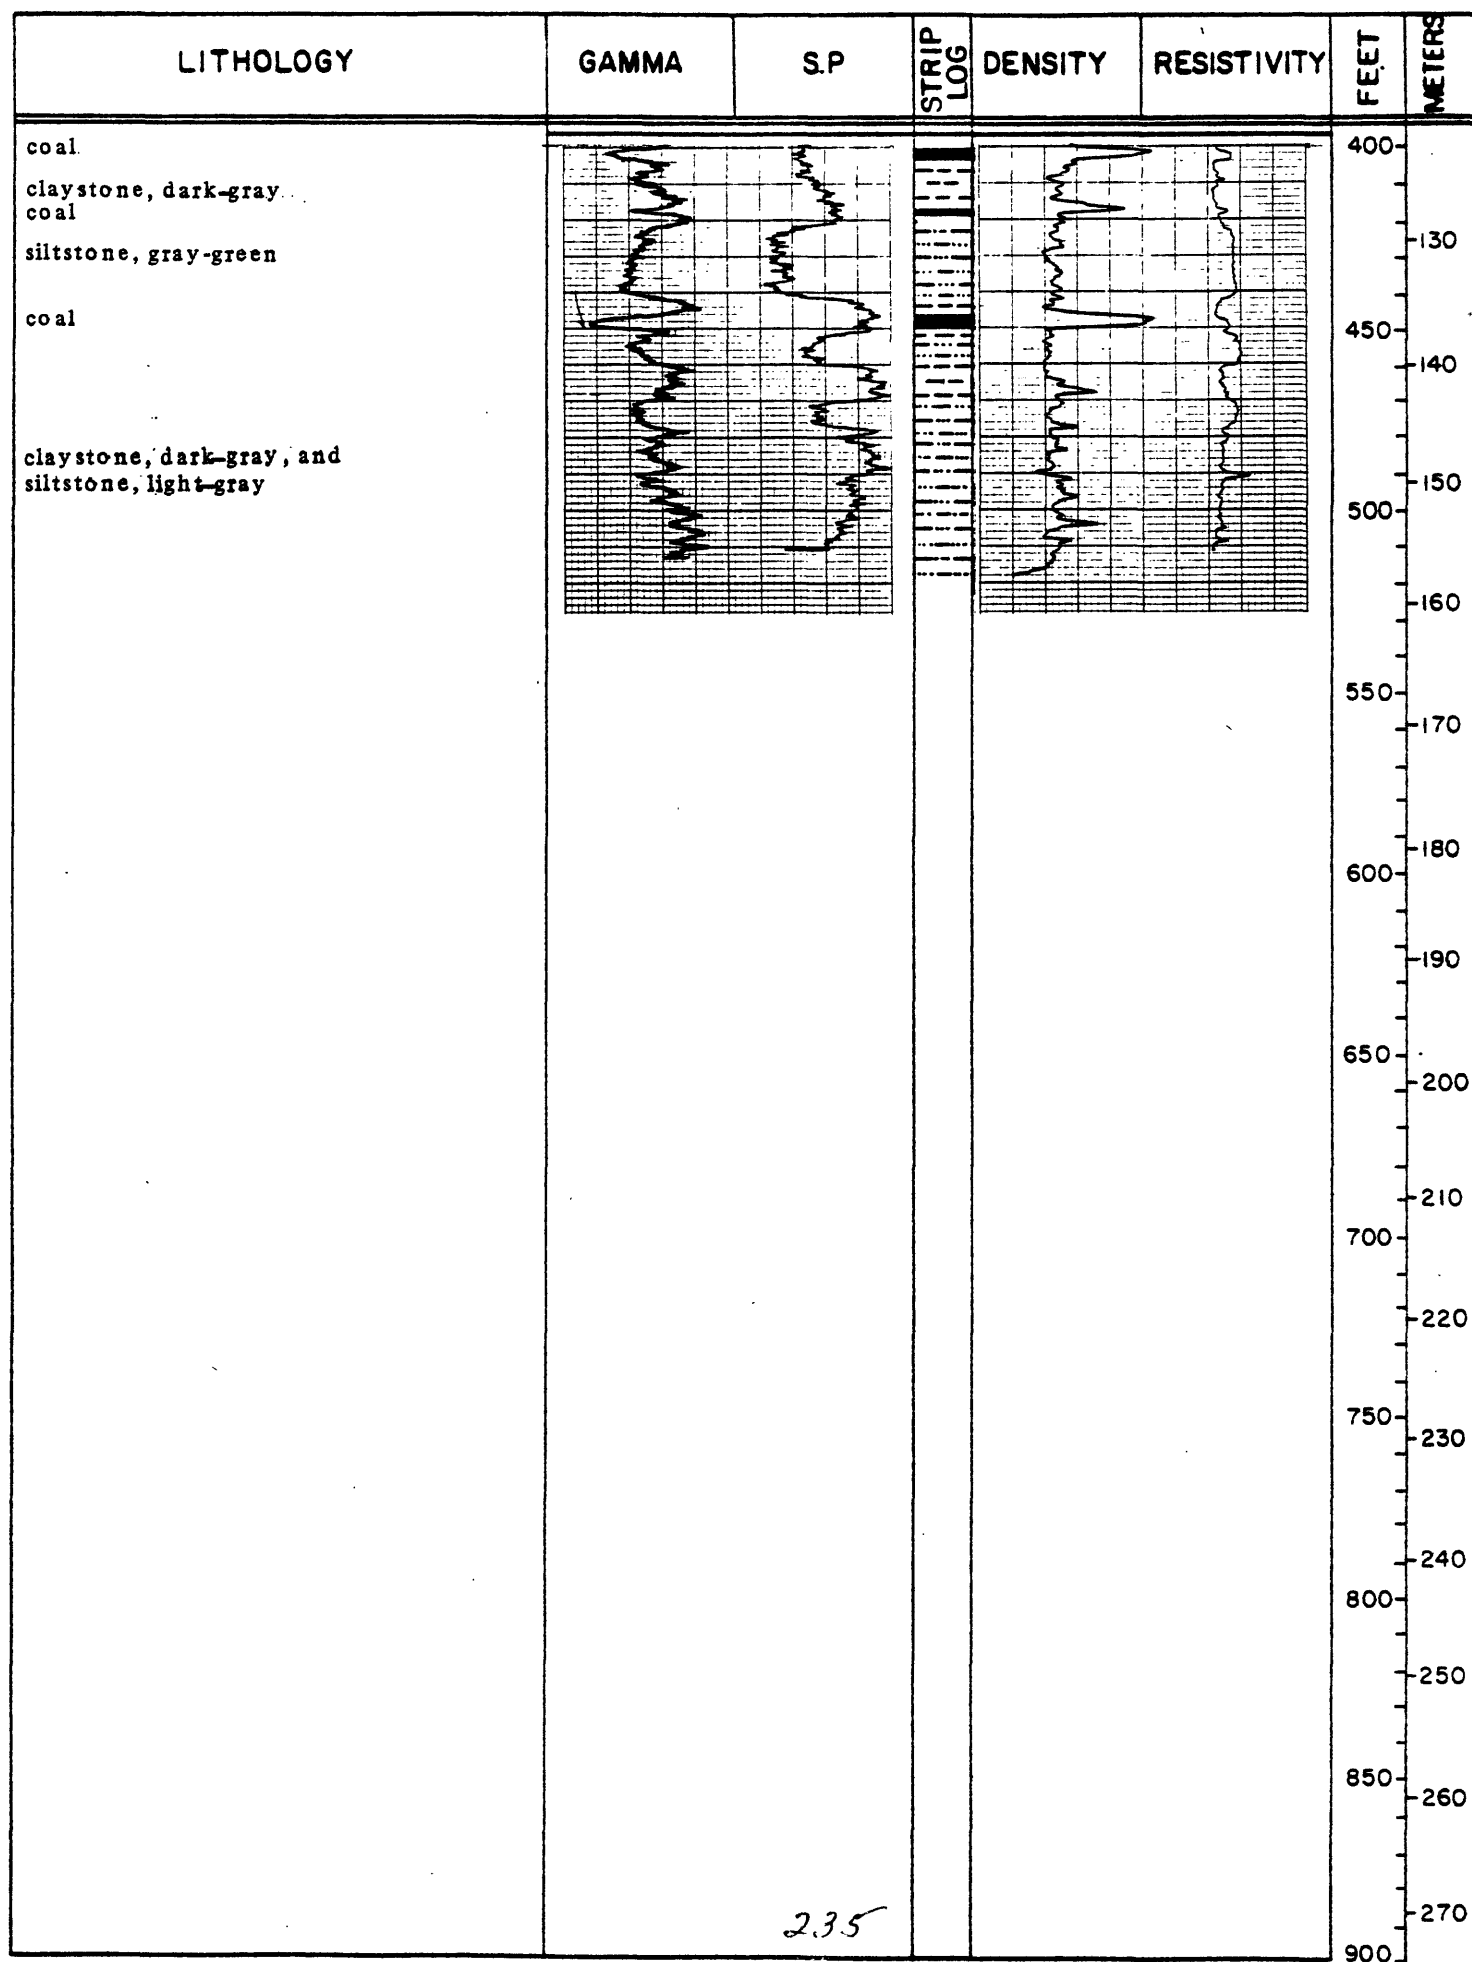 LITHOLOGY
GAMMA
S.P
STRIP LOG
DENSITY
RESISTIVITY
FEET
METERS
coal
claystone, dark-gray
coal
siltstone, gray-green
coal
claystone, dark-gray, and
siltstone, light-gray
400
130
450
140
150
500
160
550
170
180
600
190
650
200
210
700
220
750
230
240
800
250
850
260
270
900
235